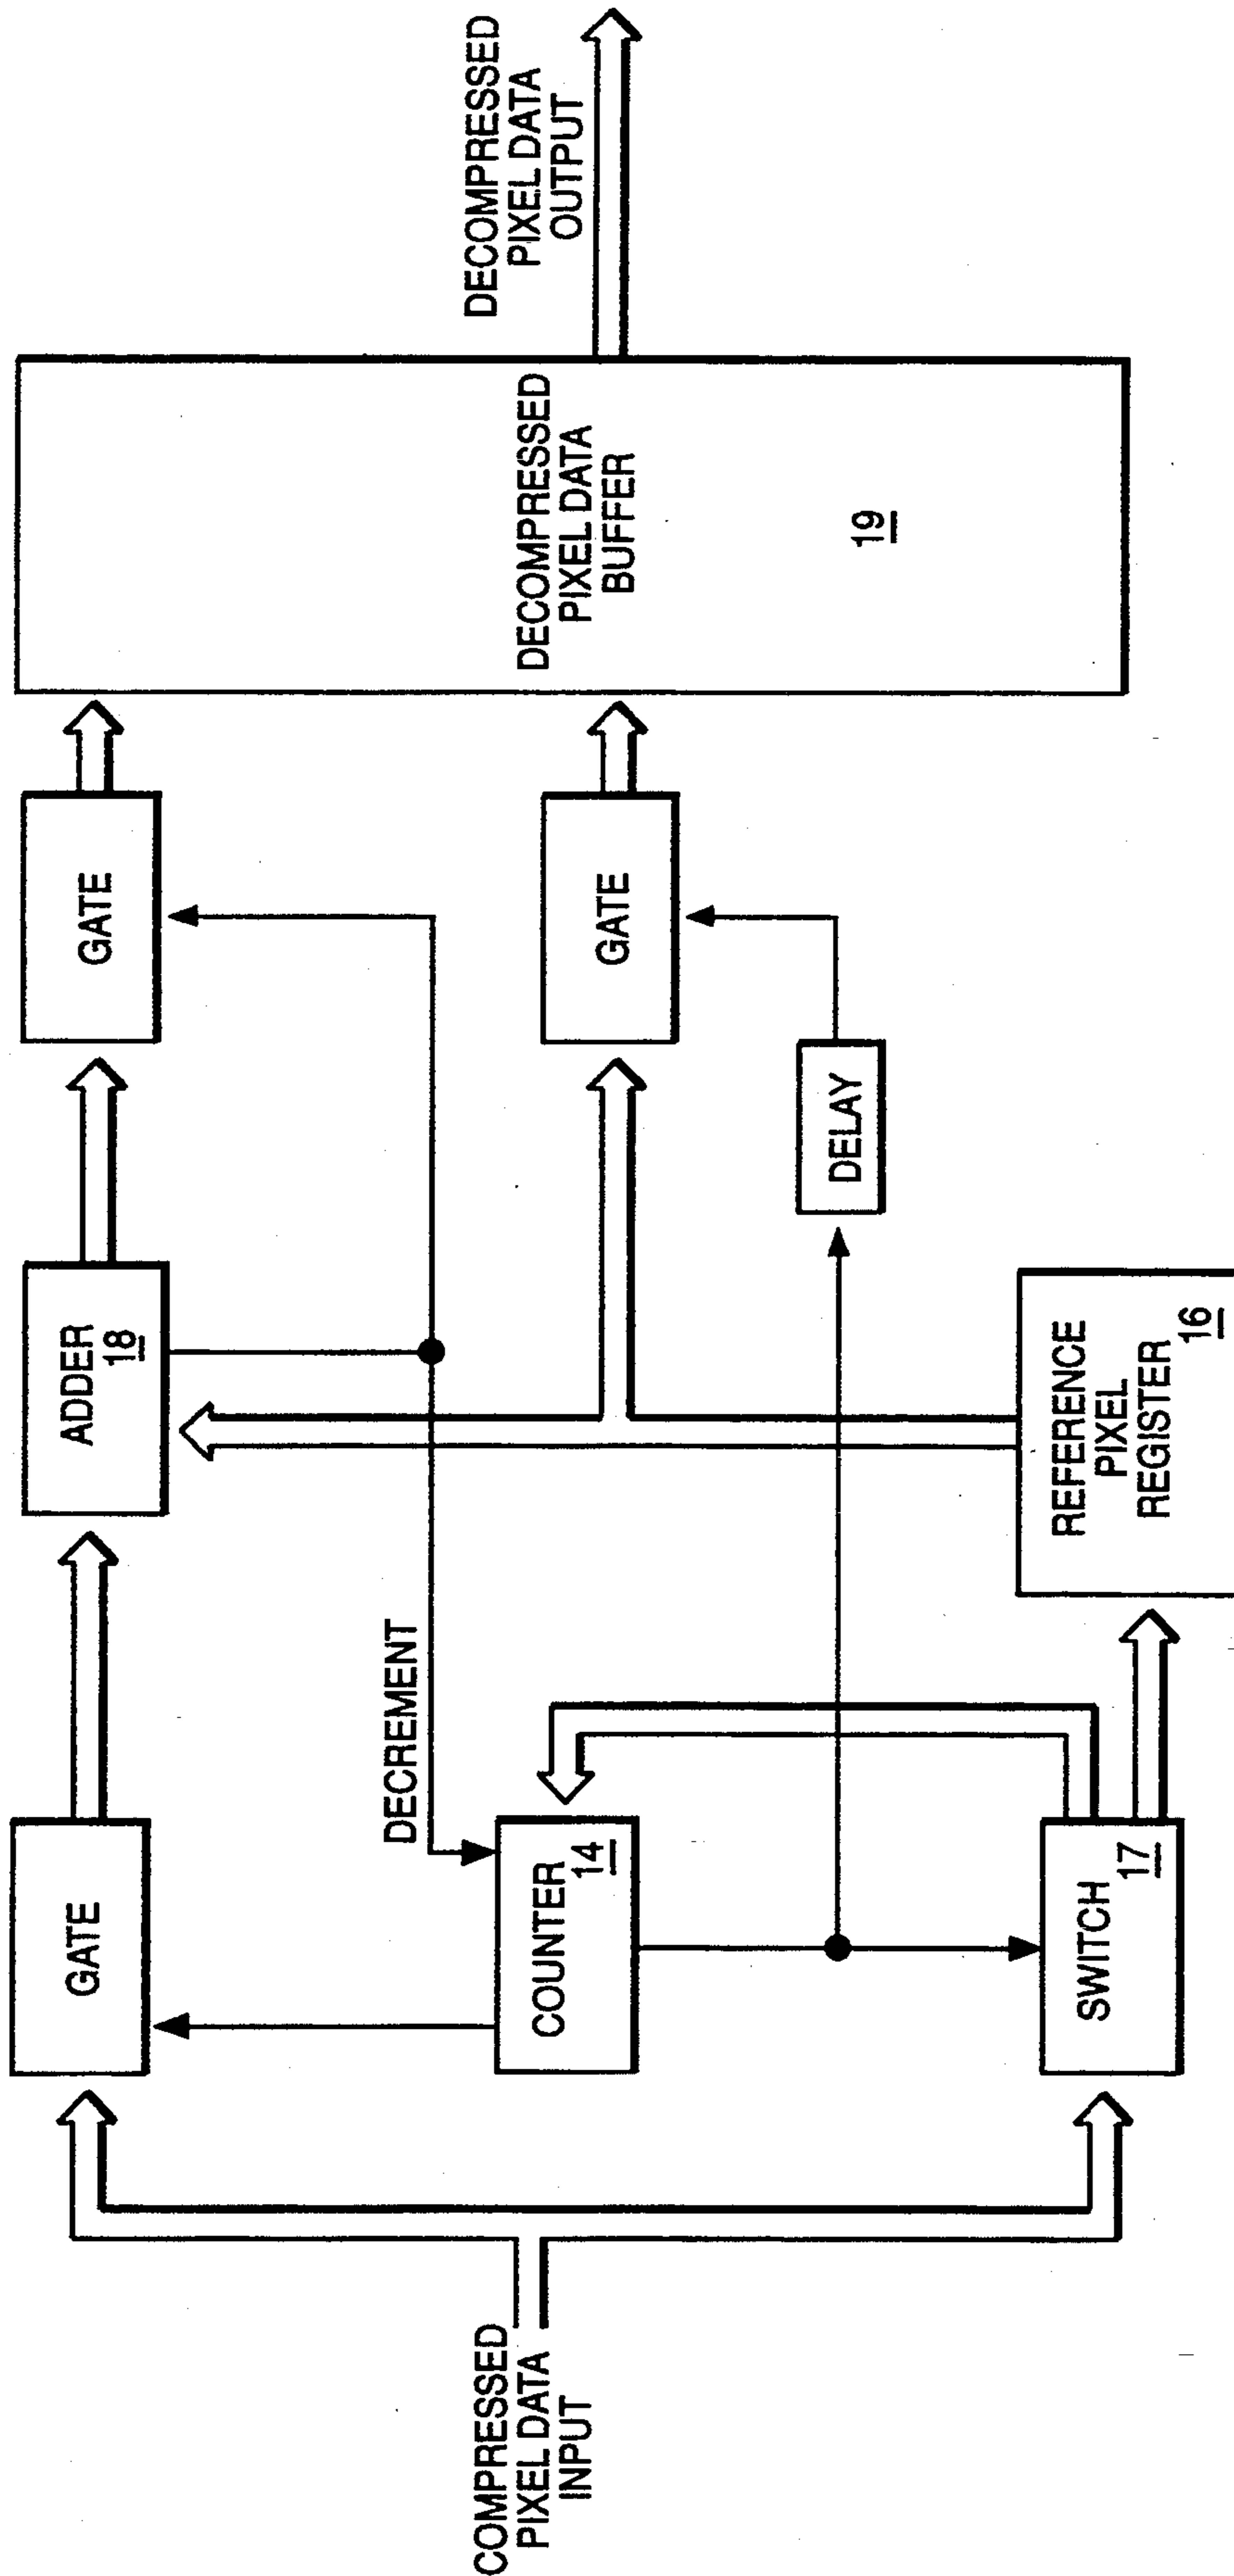 COMPRESSED
PIXEL DATA
INPUT
GATE
DECREMENT
COUNTER
14
SWITCH
17
ADDER
18
REFERENCE
PIXEL
REGISTER
16
GATE
GATE
DELAY
DECOMPRESSED
PIXEL DATA
BUFFER
19
DECOMPRESSED
PIXEL DATA
OUTPUT